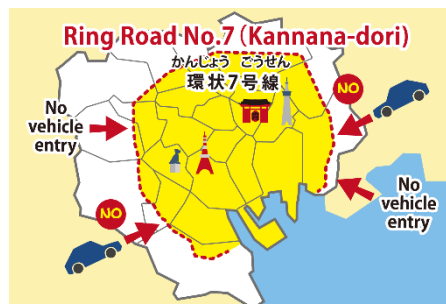 Ring Road No.7 (Kannana-dori)
かんじょう ごうせん
環状7号線
NO
No
vehicle
entry
No
vehicle
entry
NO